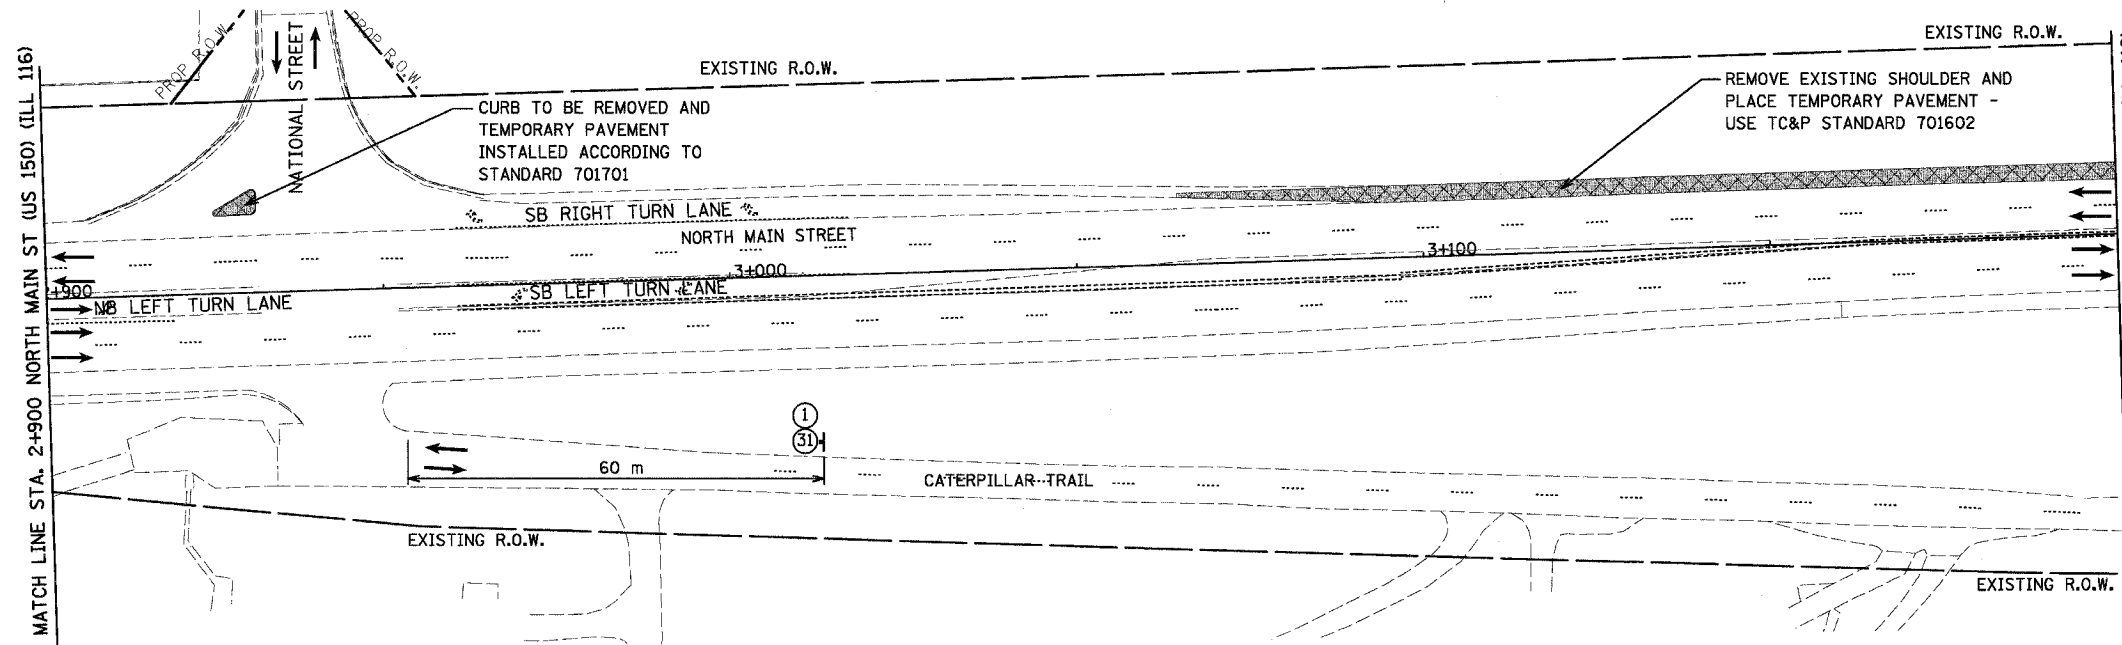 EXISTING R.O.W.
PROP R.O.W.
PROP R.O.W.
EXISTING R.O.W.
NATIONAL STREET
CURB TO BE REMOVED AND
TEMPORARY PAVEMENT
INSTALLED ACCORDING TO
STANDARD 701701
REMOVE EXISTING SHOULDER AND
PLACE TEMPORARY PAVEMENT -
USE TC&P STANDARD 701602
MATCH LINE STA. 2+900 NORTH MAIN ST (US 150) (ILL 116)
SB RIGHT TURN LANE
NORTH MAIN STREET
3+100
3+000
+900
SB LEFT TURN LANE
NB LEFT TURN LANE
1
31
60 m
CATERPILLAR TRAIL
EXISTING R.O.W.
EXISTING R.O.W.